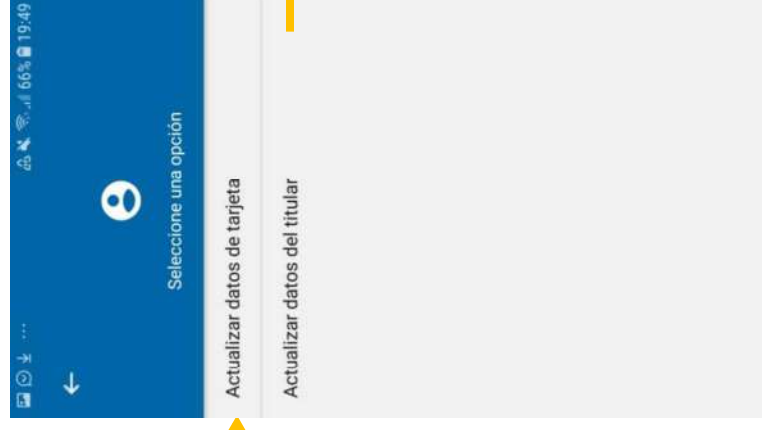 66% 19:49
Seleccione una opción
Actualizar datos de tarjeta
Actualizar datos del titular